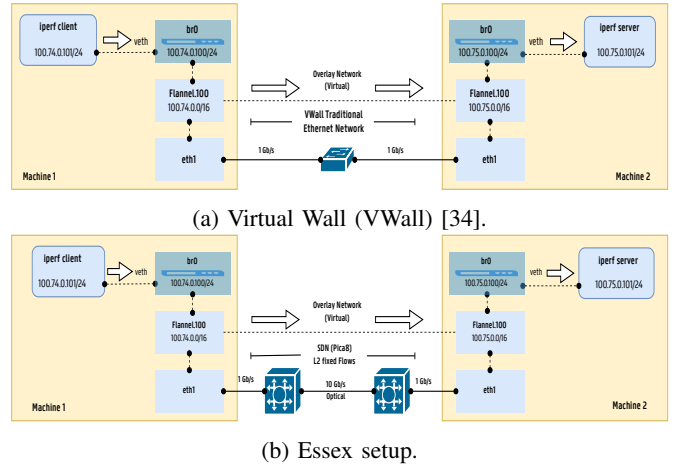 iperf client
100.74.0.101/24
veth
br0
100.74.0.100/24
Flannel.100
100.74.0.0/16
eth1
Machine 1
Overlay Network
(Virtual)
VWall Traditional
Ethernet Network
1 Gb/s
1 Gb/s
br0
100.75.0.100/24
veth
iperf server
100.75.0.101/24
Flannel.100
100.75.0.0/16
eth1
Machine 2
(a) Virtual Wall (VWall) [34].
iperf client
100.74.0.101/24
veth
br0
100.74.0.100/24
Flannel.100
100.74.0.0/16
eth1
Machine 1
Overlay Network
(Virtual)
SDN (Pica8)
L2 fixed Flows
1 Gb/s
10 Gb/s
Optical
1 Gb/s
br0
100.75.0.100/24
veth
iperf server
100.75.0.101/24
Flannel.100
100.75.0.0/16
eth1
Machine 2
(b) Essex setup.